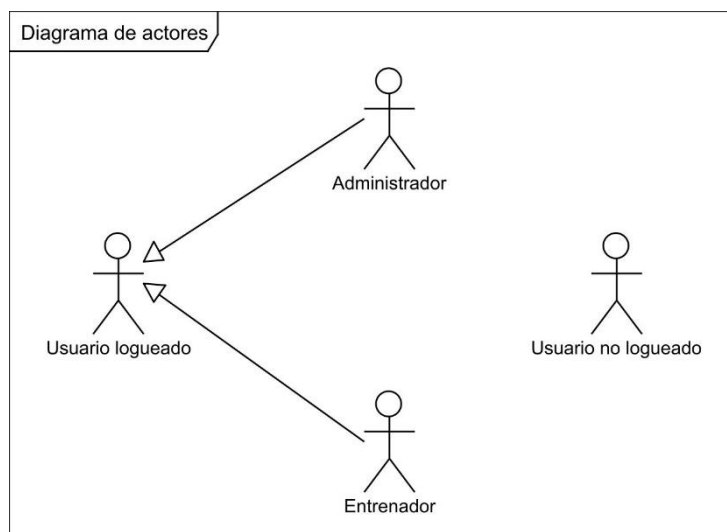 Diagrama de actores
Administrador
Usuario logueado
Usuario no logueado
Entrenador